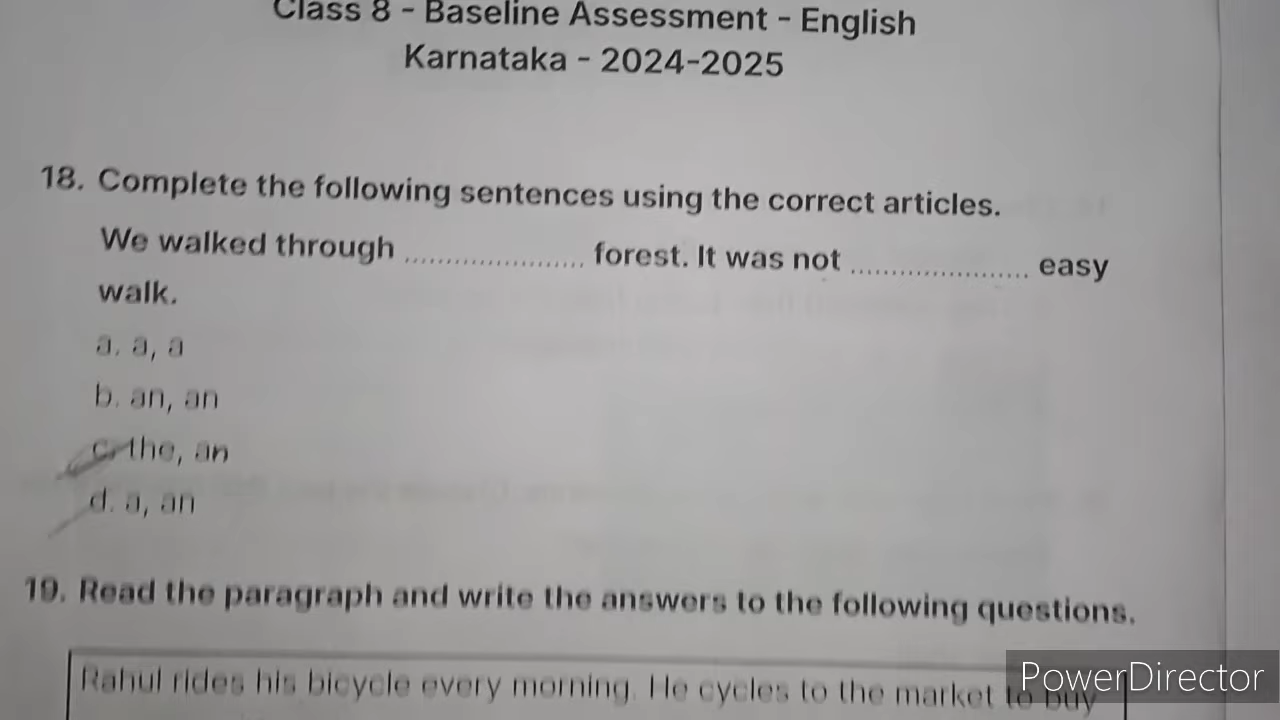 Class 8 - Baseline Assessment - English
Karnataka - 2024-2025
18. Complete the following sentences using the correct articles.
We walked through ...................... forest. It was not ...................... easy
walk.
a. a, a
b. an, an
c. the, an
d. a, an
19. Read the paragraph and write the answers to the following questions.
Rahul rides his bicycle every morning. He cycles to the market to buy
PowerDirector